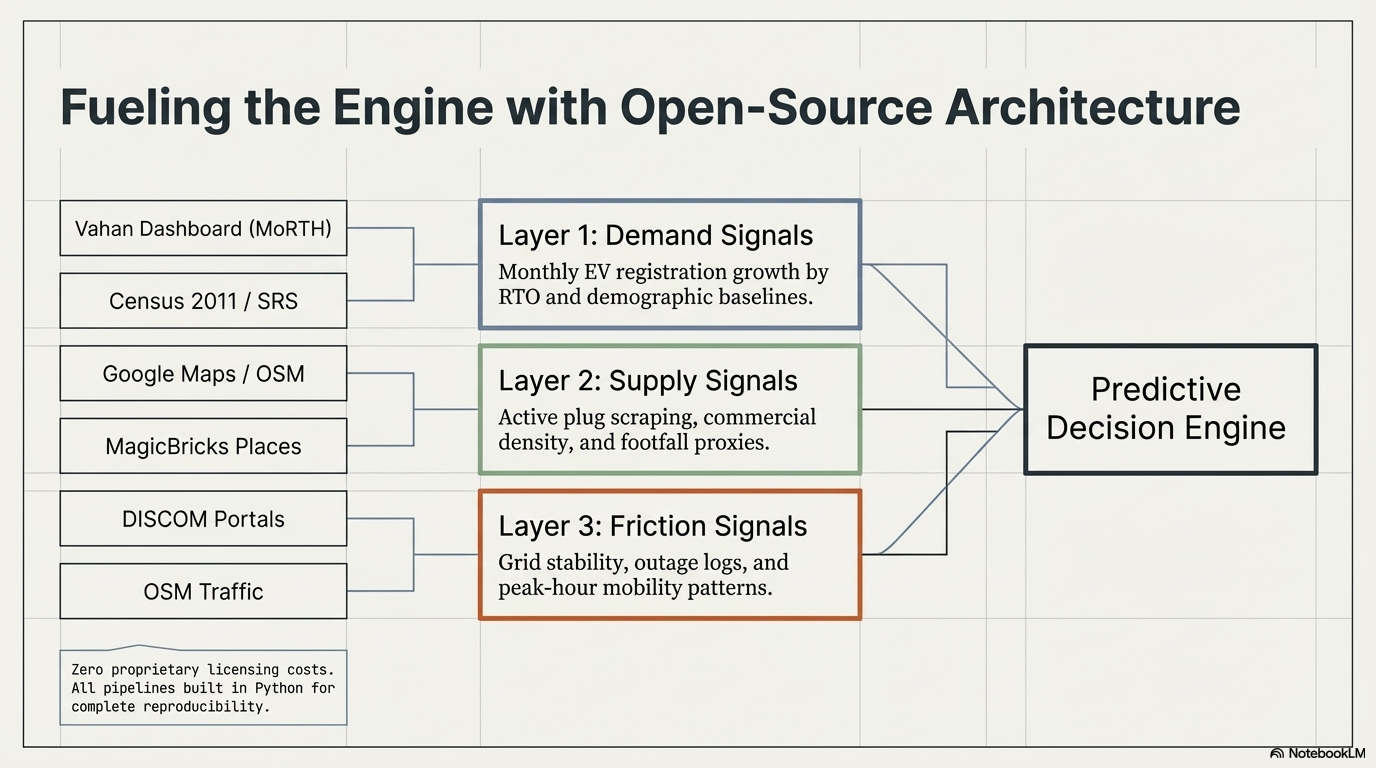 Fueling the Engine with Open-Source Architecture
Vahan Dashboard (MoRTH)
Census 2011 / SRS
Google Maps / OSM
MagicBricks Places
DISCOM Portals
OSM Traffic
Zero proprietary licensing costs.
All pipelines built in Python for
complete reproducibility.
Layer 1: Demand Signals
Monthly EV registration growth by
RTO and demographic baselines.
Layer 2: Supply Signals
Active plug scraping, commercial
density, and footfall proxies.
Layer 3: Friction Signals
Grid stability, outage logs, and
peak-hour mobility patterns.
Predictive
Decision Engine
NotebookLM